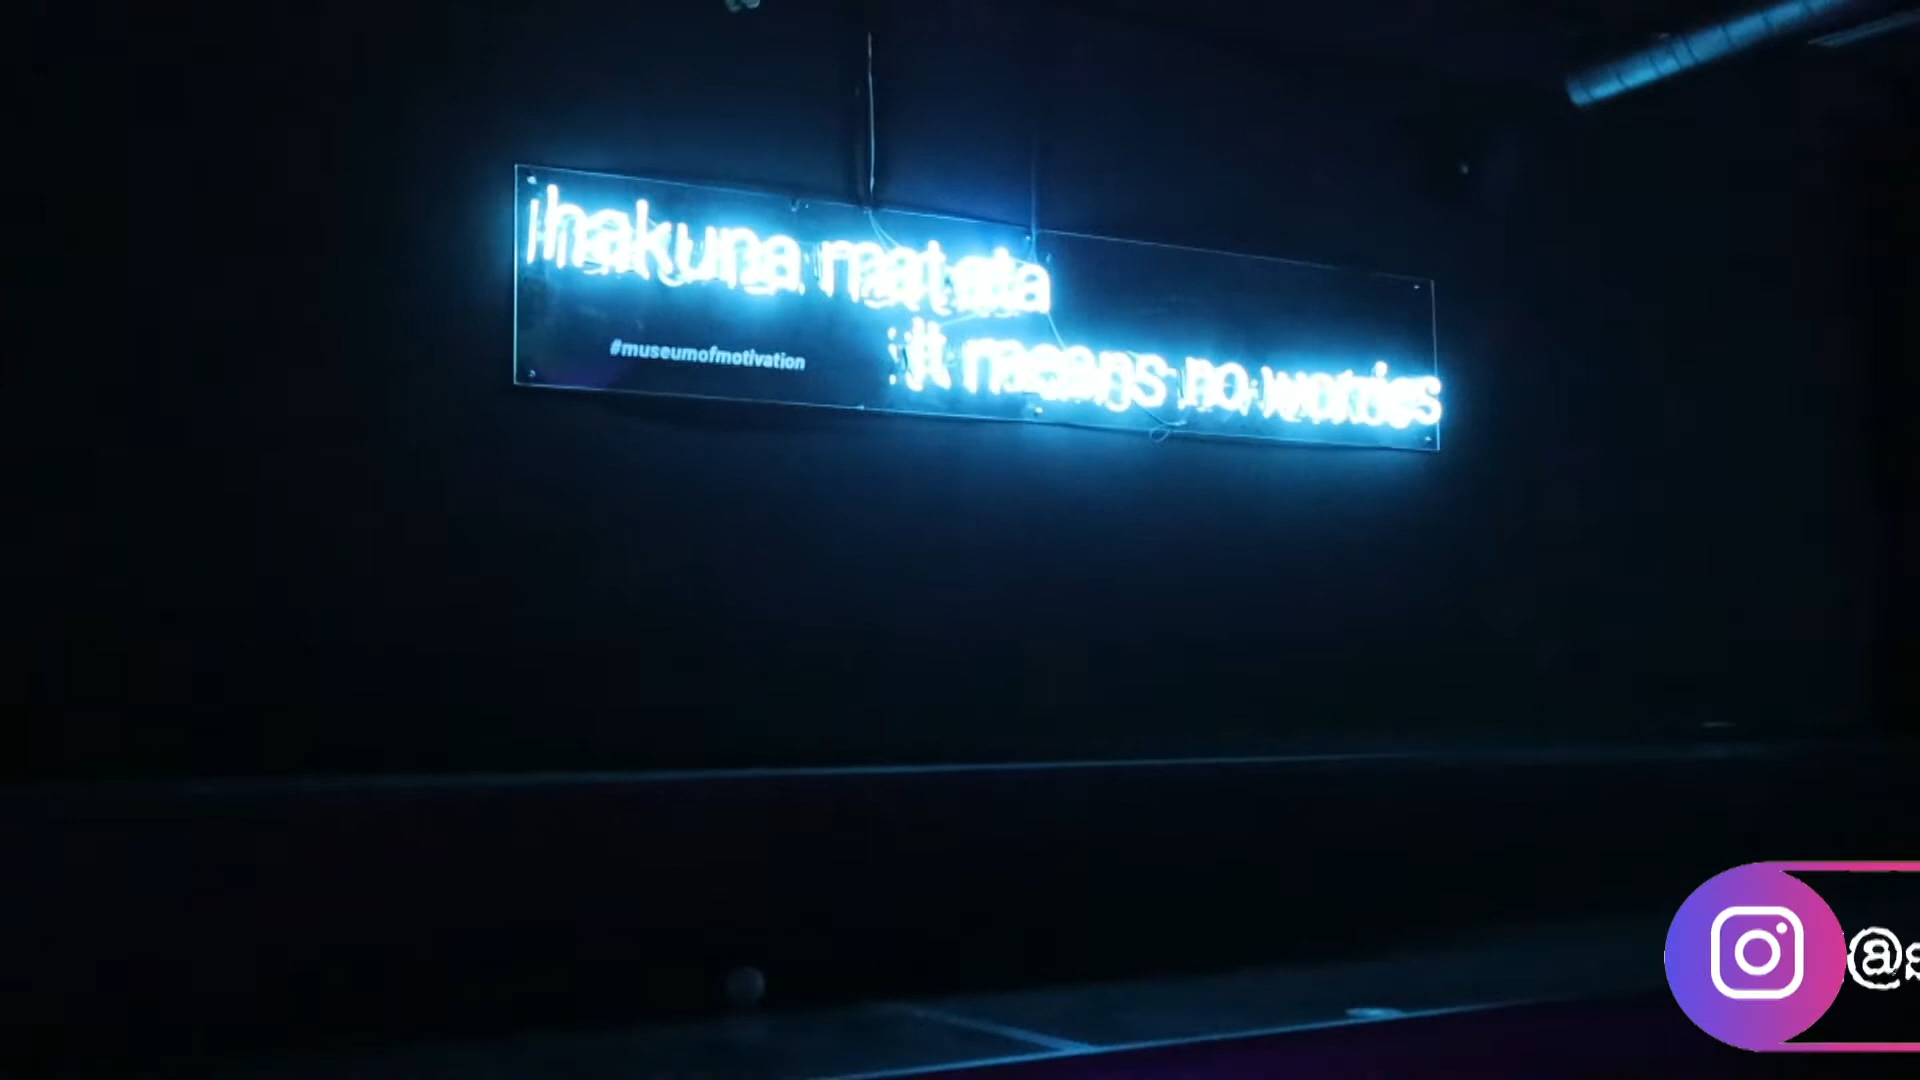 hakuna matata
it means no worries
#museumofmotivation